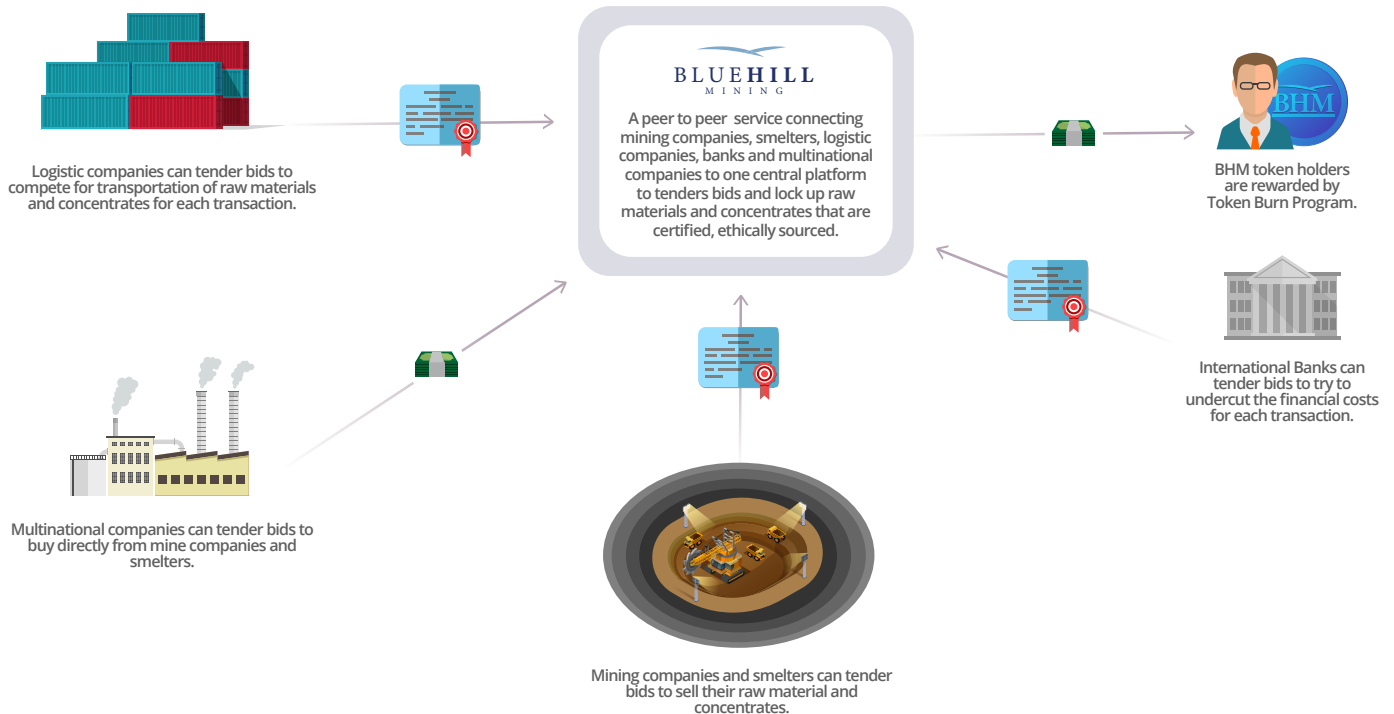 BLUEHILL
MINING
A peer to peer service connecting
mining companies, smelters, logistic
companies, banks and multinational
companies to one central platform
to tenders bids and lock up raw
materials and concentrates that are
certified, ethically sourced.
Logistic companies can tender bids to
compete for transportation of raw materials
and concentrates for each transaction.
BHM
BHM token holders
are rewarded by
Token Burn Program.
International Banks can
tender bids to try to
undercut the financial costs
for each transaction.
Multinational companies can tender bids to
buy directly from mine companies and
smelters.
Mining companies and smelters can tender
bids to sell their raw material and
concentrates.